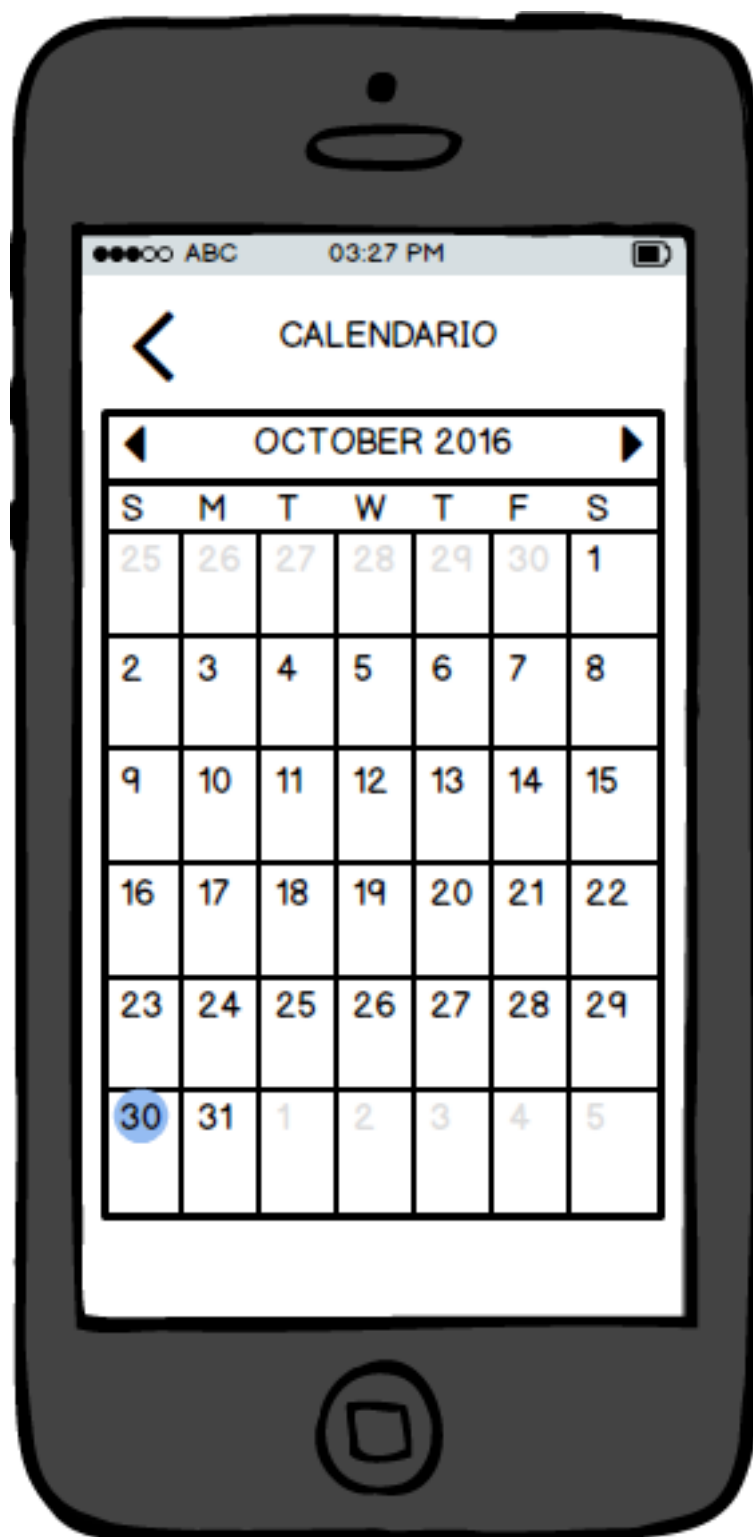 ABC 03:27 PM
CALENDARIO
OCTOBER 2016
S M T W T F S
25 26 27 28 29 30 1
2 3 4 5 6 7 8
9 10 11 12 13 14 15
16 17 18 19 20 21 22
23 24 25 26 27 28 29
30 31 1 2 3 4 5